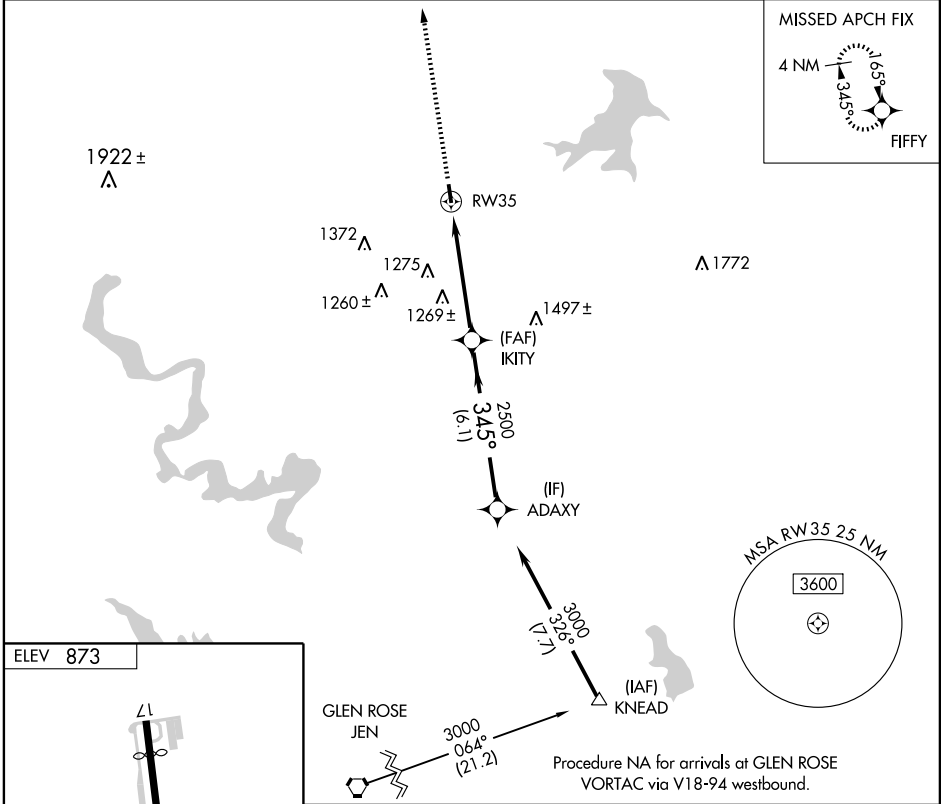 MISSED APCH FIX
4 NM
165°
345°
FIFFY
1922 ±
RW35
1372
1275
1260 ±
1269 ±
1772
1497 ±
(FAF)
IKITY
2500
345°
(6.1)
(IF)
ADAXY
MSA RW35 25 NM
3600
3000
326°
(7.7)
ELEV 873
17
(IAF)
KNEAD
GLEN ROSE
JEN
3000
064°
(21.2)
Procedure NA for arrivals at GLEN ROSE
VORTAC via V18-94 westbound.